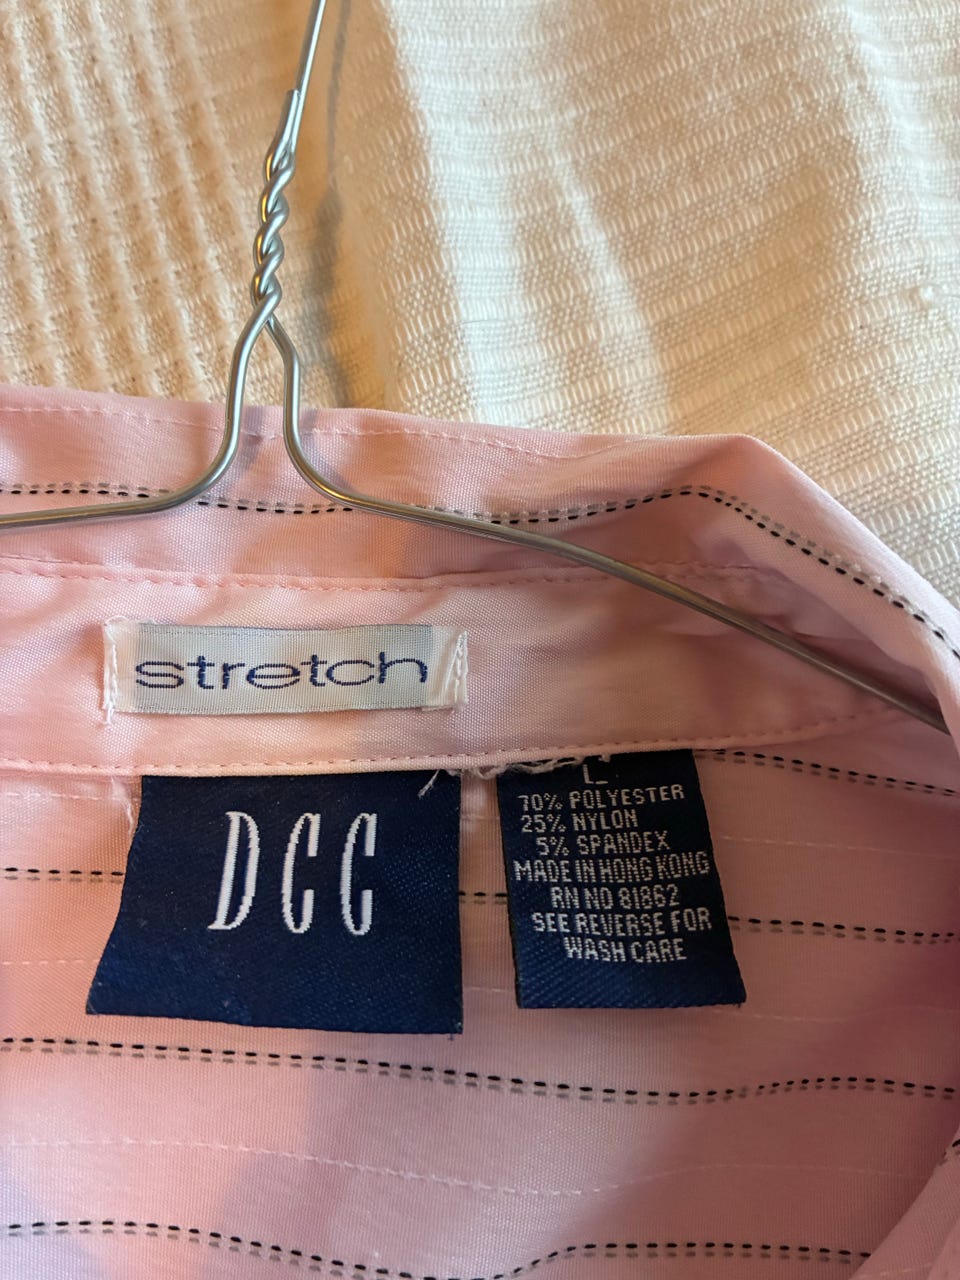 stretch
DCC
L
70% POLYESTER
25% NYLON
5% SPANDEX
MADE IN HONG KONG
RN NO 81862
SEE REVERSE FOR
WASH CARE